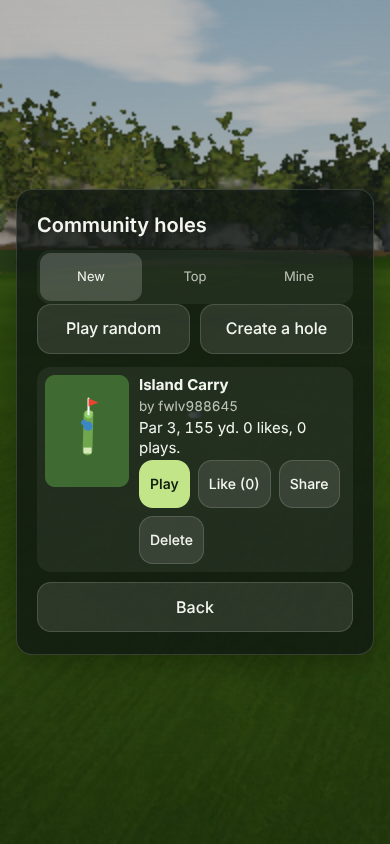 Community holes
New
Top
Mine
Play random
Create a hole
Island Carry
by fwlv988645
Par 3, 155 yd. 0 likes, 0
plays.
Play
Like (0)
Share
Delete
Back